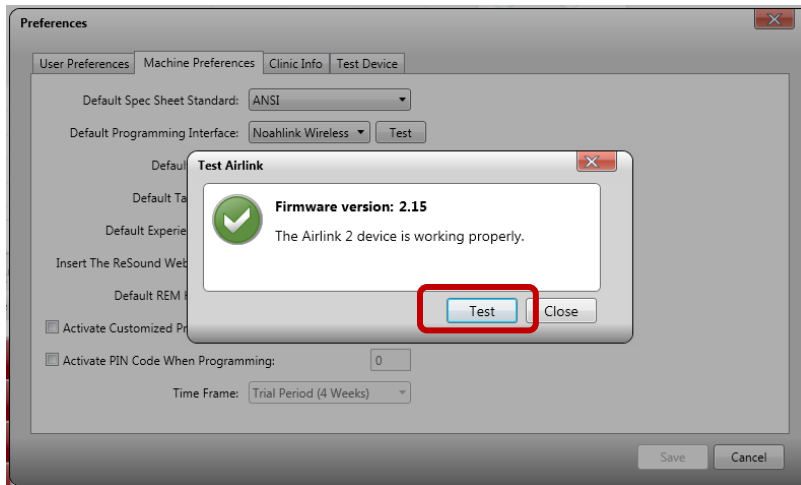 Preferences
User Preferences Machine Preferences Clinic Info Test Device
Default Spec Sheet Standard: ANSI
Default Programming Interface: Noahlink Wireless Test
Defaul
Test Airlink
Default Ta
Firmware version: 2.15
Default Experie
The Airlink 2 device is working properly.
Insert The ReSound Web
Default REM
Test Close
Activate Customized Pr
Activate PIN Code When Programming: 0
Time Frame: Trial Period (4 Weeks)
Save Cancel